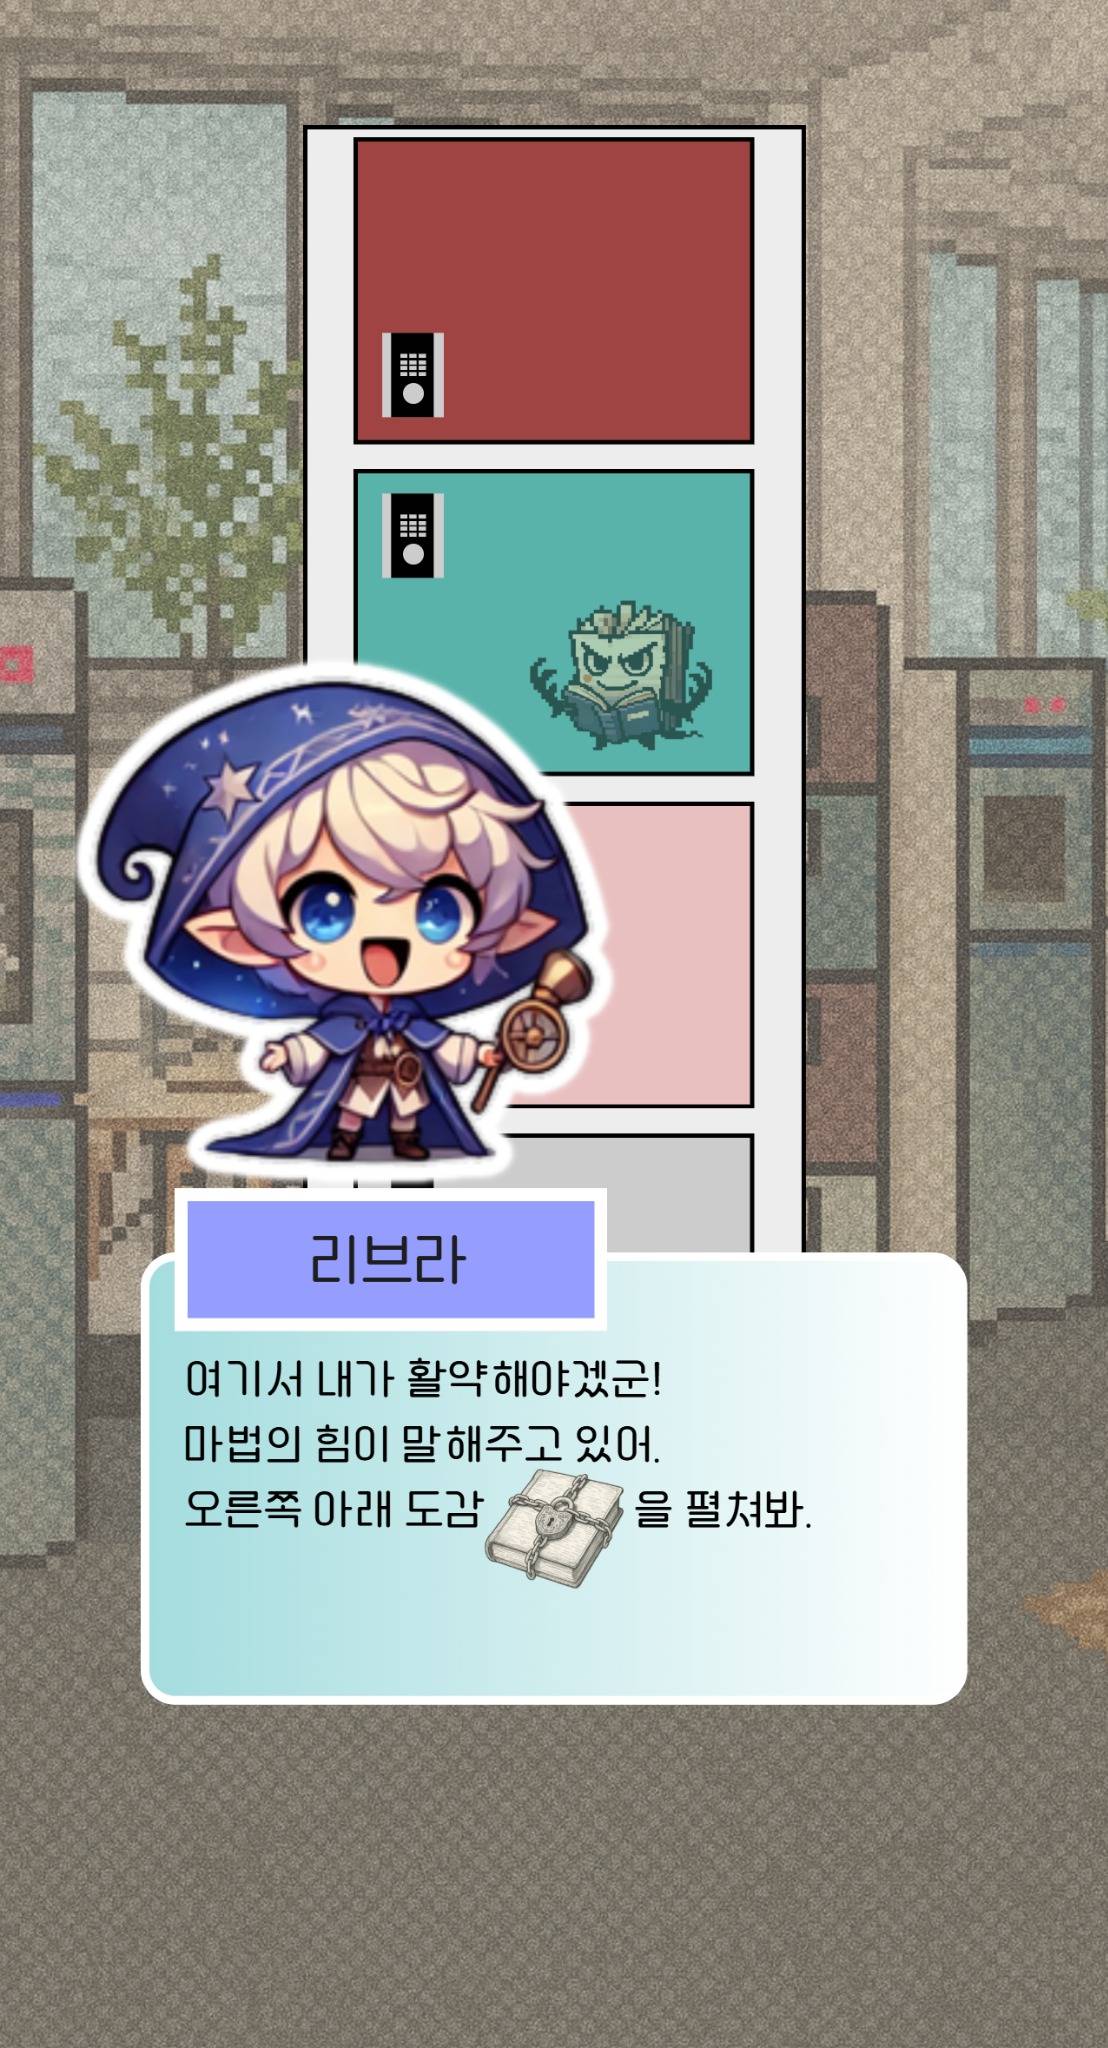 리브라
여기서 내가 활약해야겠군!
마법의 힘이 말해주고 있어.
오른쪽 아래 도감 을 펼쳐봐.